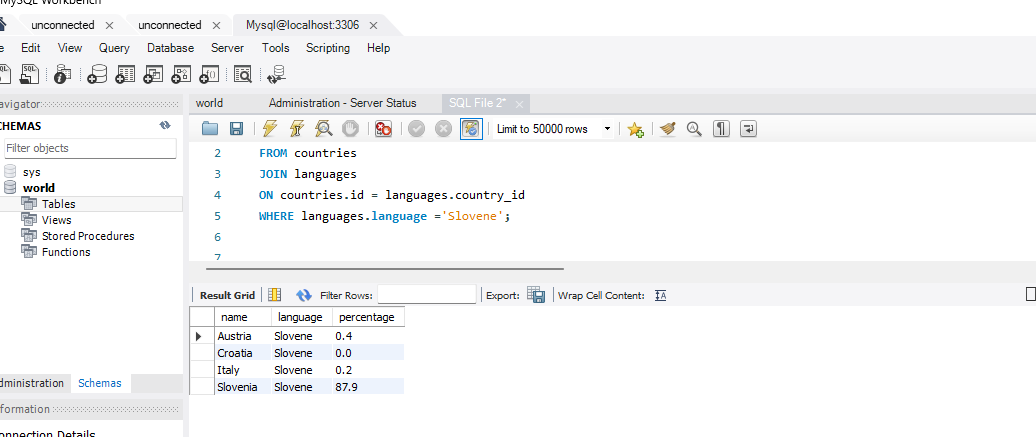 MySQL Workbench
unconnected unconnected Mysql@localhost:3306
Edit View Query Database Server Tools Scripting Help
world Administration - Server Status SQL File 2*
SCHEMAS
Filter objects
Limit to 50000 rows
sys
world
Tables
Views
Stored Procedures
Functions
2 FROM countries
3 JOIN languages
4 ON countries.id = languages.country_id
5 WHERE languages.language ='Slovene';
6
7
Result Grid Filter Rows: Export: Wrap Cell Content: IA
name language percentage
Austria Slovene 0.4
Croatia Slovene 0.0
Italy Slovene 0.2
Slovenia Slovene 87.9
dministration Schemas
formation
onnection Details